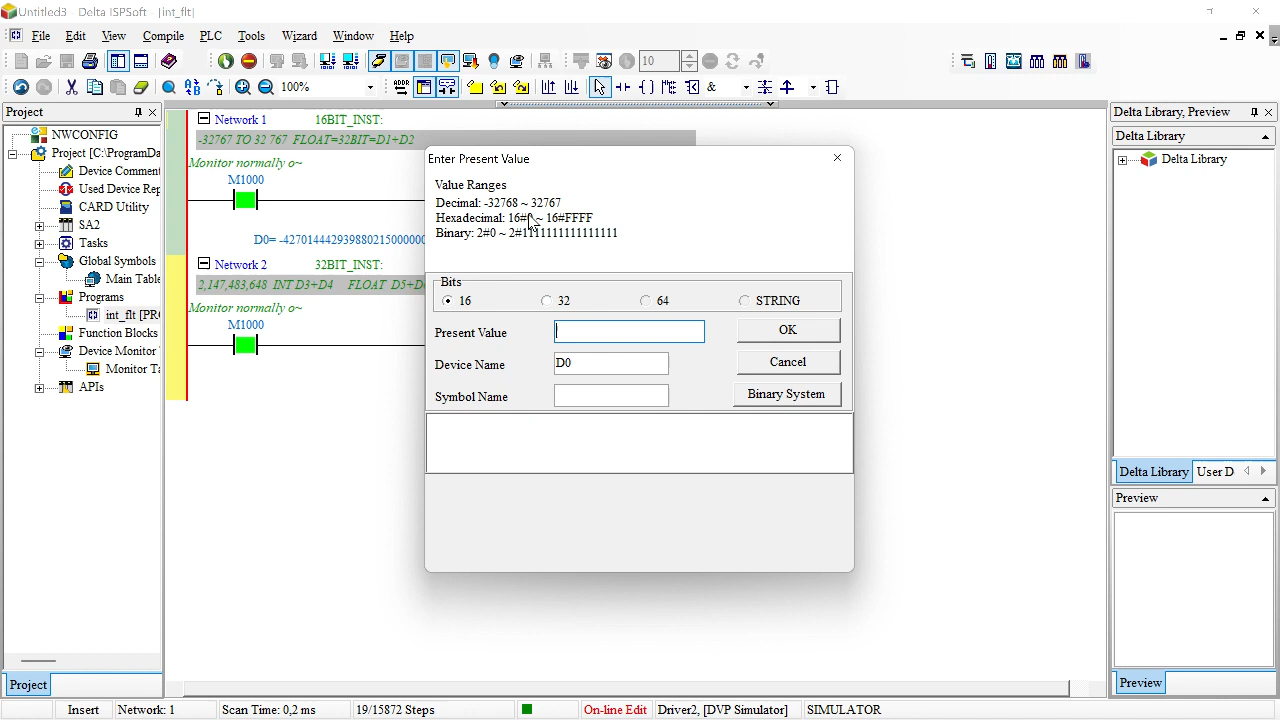 Untitled3 - Delta ISPSoft - [int_flt]
File Edit View Compile PLC Tools Wizard Window Help
10
100%
&
Project
NWCONFIG
Project [C:\ProgramDa
Device Comment
Used Device Rep
CARD Utility
SA2
Tasks
Global Symbols
Main Table
Programs
int_flt [PR
Function Blocks
Device Monitor
Monitor Ta
APIs
Project
Network 1 16BIT_INST:
-32767 TO 32 767 FLOAT=32BIT=D1+D2
Monitor normally o~
M1000
D0= -4270144429398802150000
Network 2 32BIT_INST:
2,147,483,648 INT D3+D4 FLOAT D5+D
Monitor normally o~
M1000
Enter Present Value
Value Ranges
Decimal: -32768 ~ 32767
Hexadecimal: 16#0 ~ 16#FFFF
Binary: 2#0 ~ 2#1111111111111111
Bits
16 32 64 STRING
Present Value OK
Device Name D0 Cancel
Symbol Name Binary System
Delta Library, Preview
Delta Library
Delta Library
Delta Library User D
Preview
Preview
Insert Network: 1 Scan Time: 0,2 ms 19/15872 Steps On-line Edit Driver2, [DVP Simulator] SIMULATOR